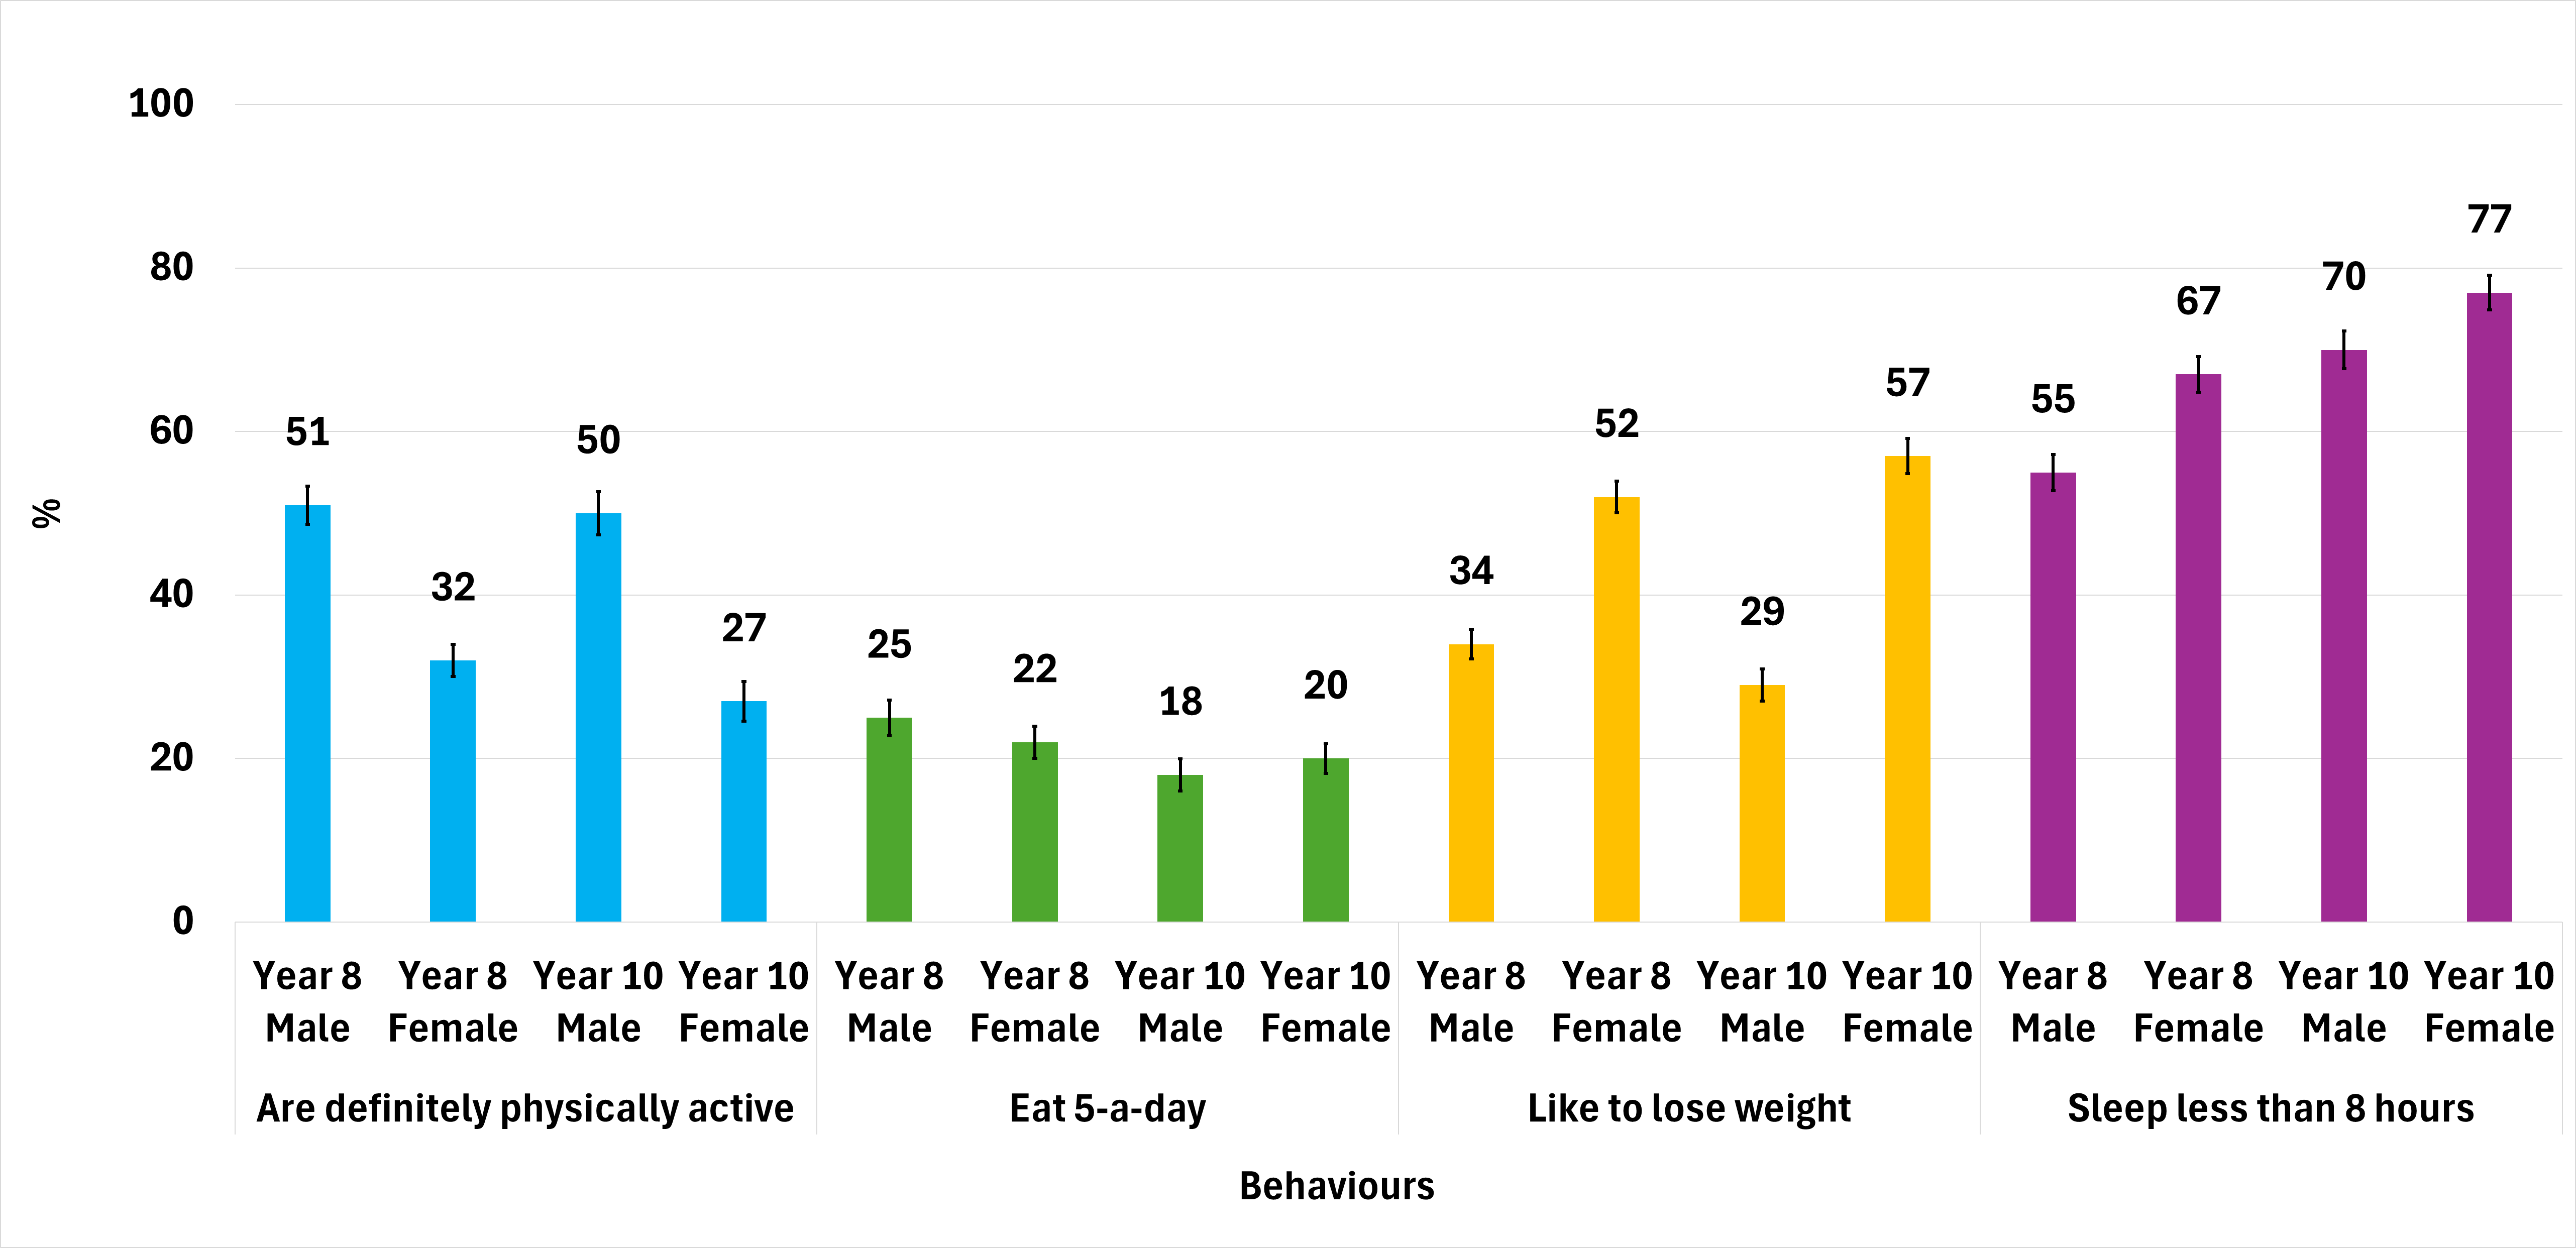 100
80
60
40
20
0
%
51
32
50
27
25
22
18
20
34
52
29
57
55
67
70
77
Year 8 Male
Year 8 Female
Year 10 Male
Year 10 Female
Year 8 Male
Year 8 Female
Year 10 Male
Year 10 Female
Year 8 Male
Year 8 Female
Year 10 Male
Year 10 Female
Year 8 Male
Year 8 Female
Year 10 Male
Year 10 Female
Are definitely physically active
Eat 5-a-day
Like to lose weight
Sleep less than 8 hours
Behaviours